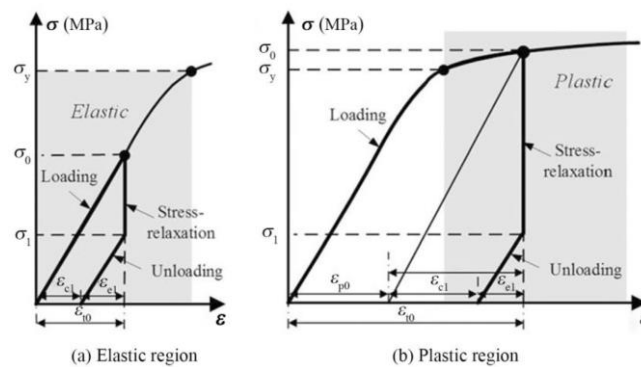 σ (MPa)
σy
Elastic
σ0
Loading
Stress-
relaxation
σ1
Unloading
εc1
εe1
εt0
ε
(a) Elastic region
σ (MPa)
σ0
σy
Plastic
Loading
Stress-
relaxation
σ1
Unloading
εp0
εc1
εe1
εt0
(b) Plastic region